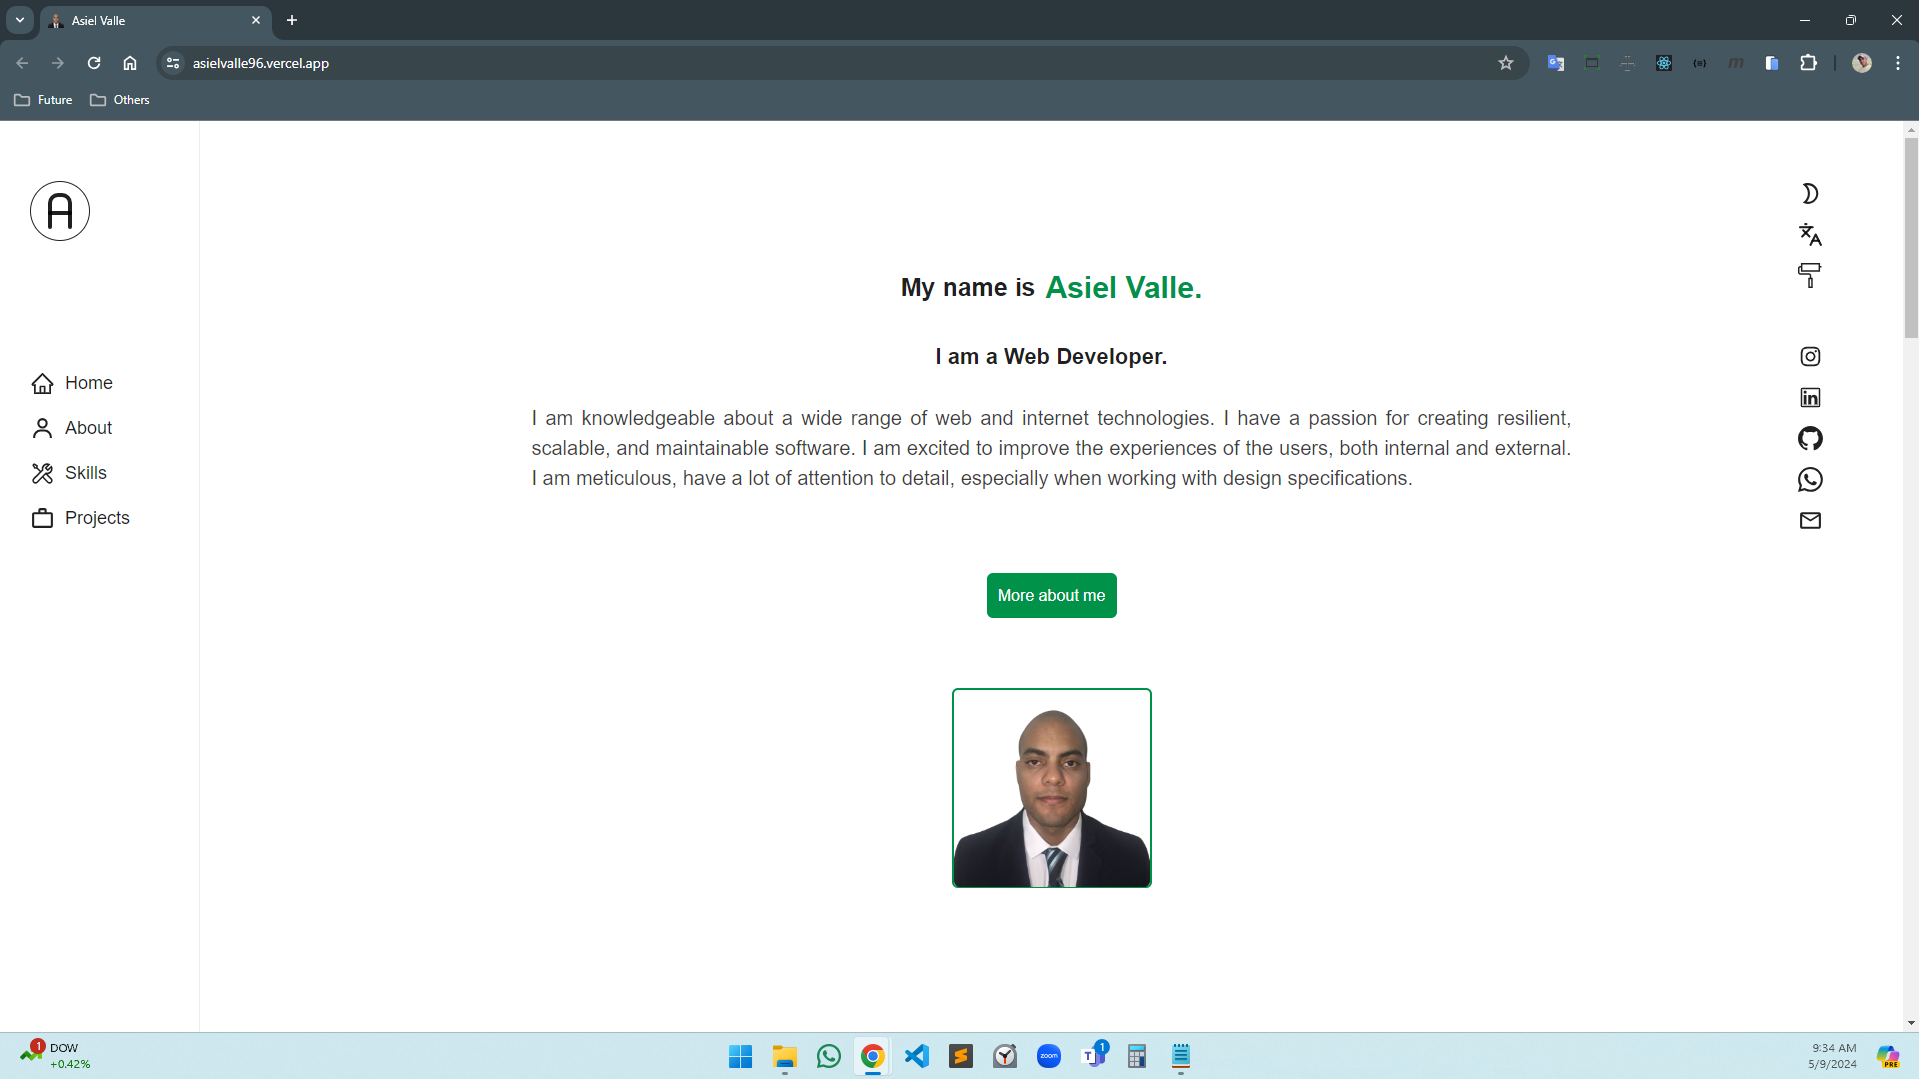 Asiel Valle
asielvalle96.vercel.app
Future
Others
A
My name is Asiel Valle.
I am a Web Developer.
Home
I am knowledgeable about a wide range of web and internet technologies. I have a passion for creating resilient,
About
scalable, and maintainable software. I am excited to improve the experiences of the users, both internal and external.
Skills
I am meticulous, have a lot of attention to detail, especially when working with design specifications.
Projects
More about me
1
DOW
+0.42%
zoom
T
1
9:34 AM
5/9/2024
PRE